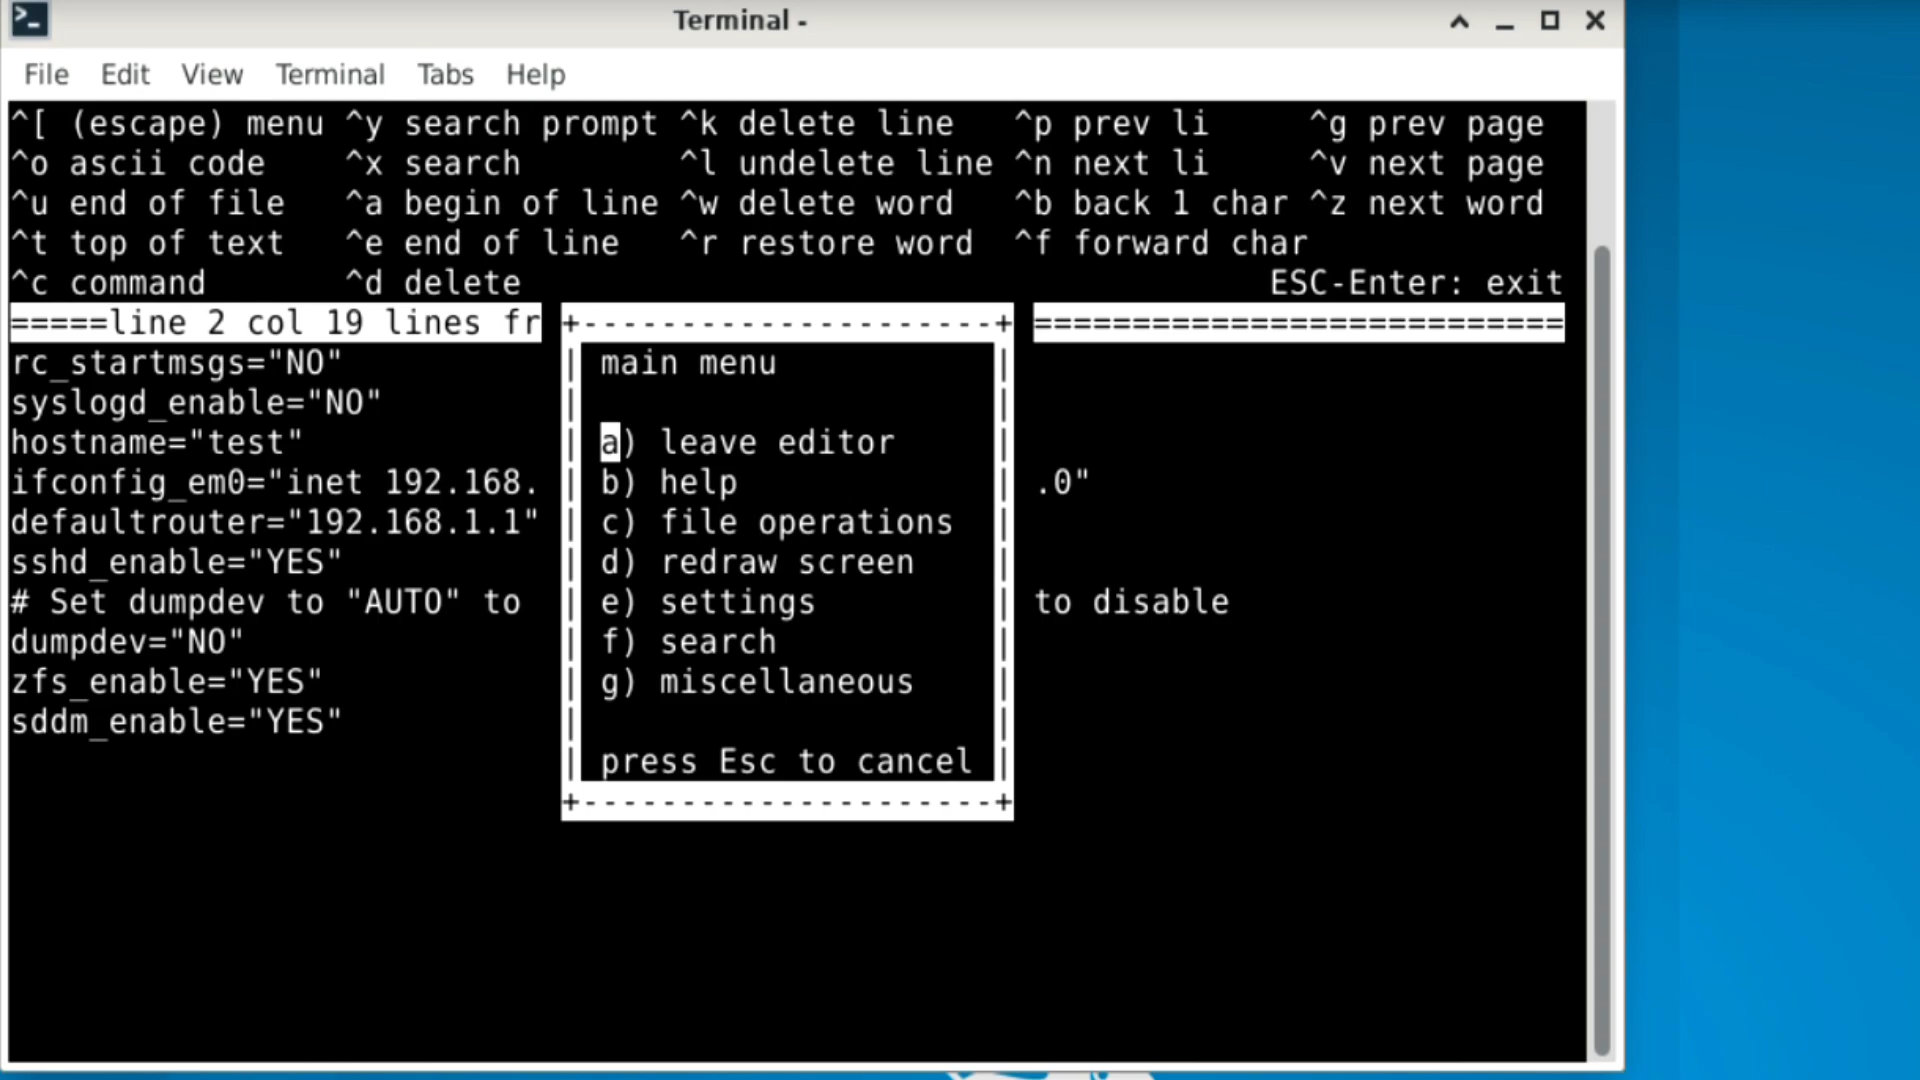 Terminal -
File Edit View Terminal Tabs Help
^[ (escape) menu ^y search prompt ^k delete line ^p prev li ^g prev page
^o ascii code ^x search ^l undelete line ^n next li ^v next page
^u end of file ^a begin of line ^w delete word ^b back 1 char ^z next word
^t top of text ^e end of line ^r restore word ^f forward char
^c command ^d delete ESC-Enter: exit
=====line 2 col 19 lines fr +---------------------+ ===========================
rc_startmsgs="NO" | main menu |
syslogd_enable="NO"
hostname="test" | a) leave editor |
ifconfig_em0="inet 192.168. | b) help | .0"
defaultrouter="192.168.1.1" | c) file operations |
sshd_enable="YES" | d) redraw screen |
# Set dumpdev to "AUTO" to | e) settings | to disable
dumpdev="NO" | f) search |
zfs_enable="YES" | g) miscellaneous |
sddm_enable="YES"
| press Esc to cancel |
+---------------------+